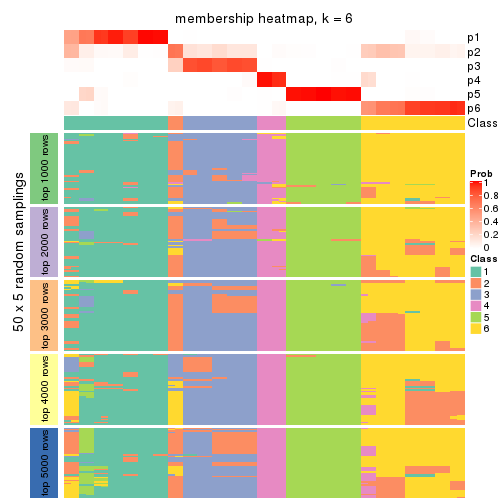 membership heatmap, k = 6
p1
p2
p3
p4
p5
p6
Class
50 x 5 random samplings
top 1000 rows
top 2000 rows
top 3000 rows
top 4000 rows
top 5000 rows
Prob
1
0.8
0.6
0.4
0.2
0
Class
1
2
3
4
5
6